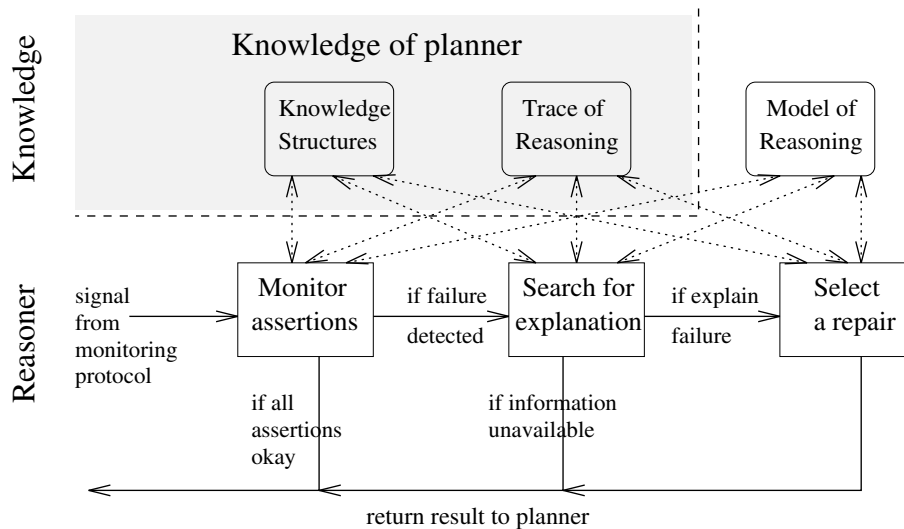 Knowledge
Knowledge of planner
Knowledge
Structures
Trace of
Reasoning
Model of
Reasoning
Reasoner
signal
from
monitoring
protocol
Monitor
assertions
if failure
detected
Search for
explanation
if explain
failure
Select
a repair
if all
assertions
okay
if information
unavailable
return result to planner